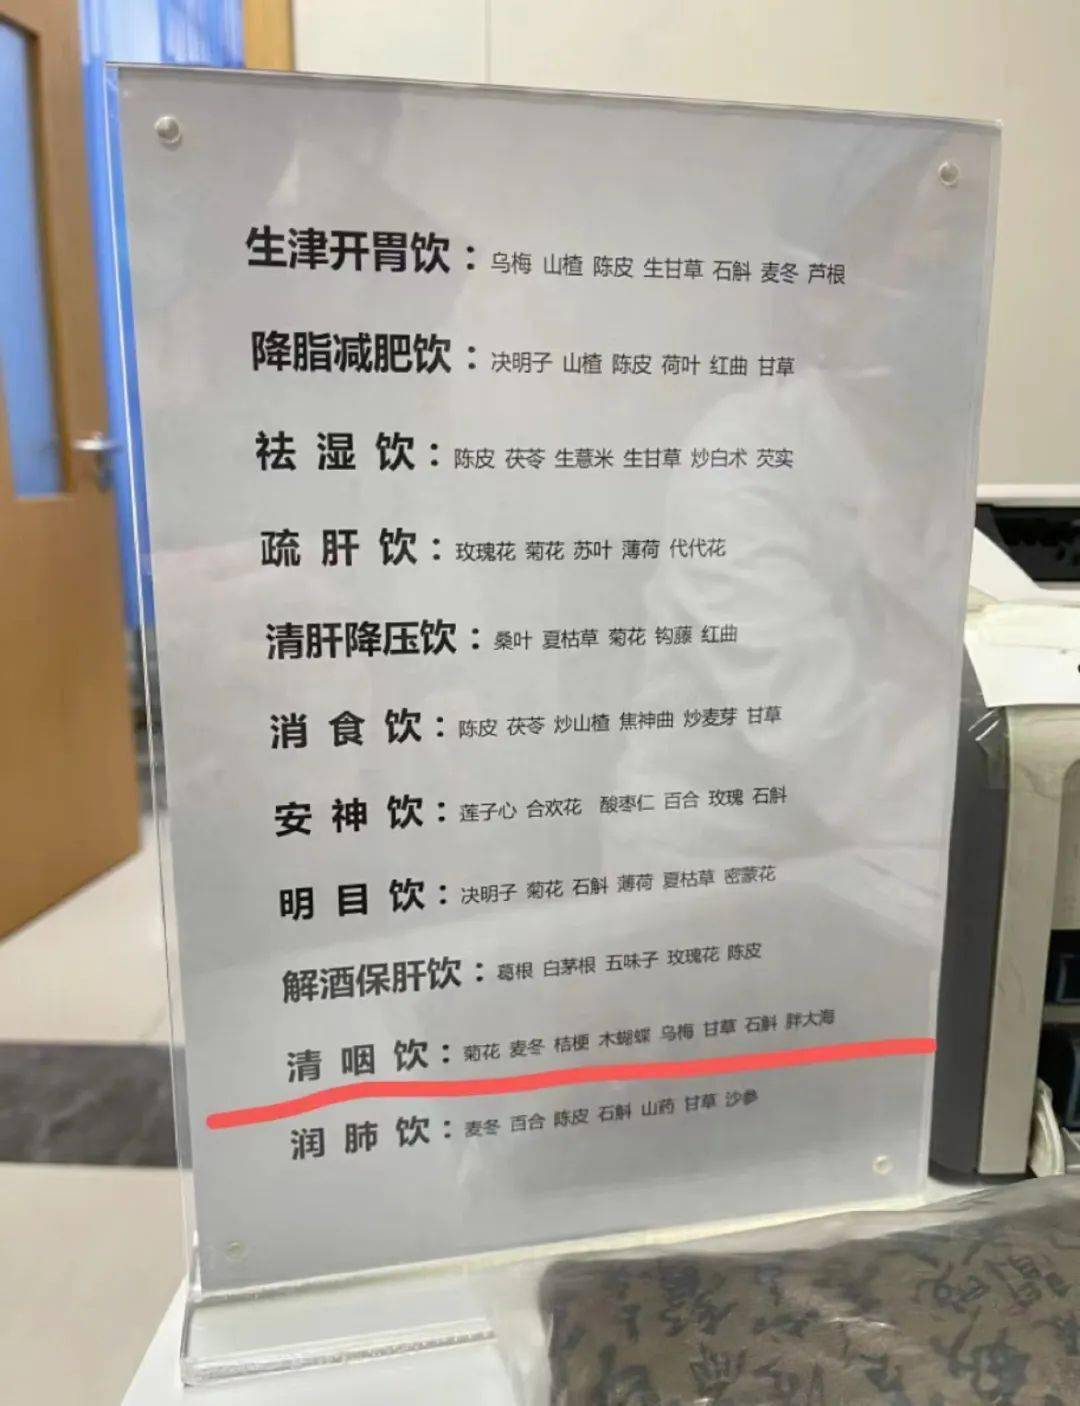 生津开胃饮：乌梅 山楂 陈皮 生甘草 石斛 麦冬 芦根
降脂减肥饮：决明子 山楂 陈皮 荷叶 红曲 甘草
祛 湿 饮：陈皮 茯苓 生薏米 生甘草 炒白术 芡实
疏 肝 饮：玫瑰花 菊花 苏叶 薄荷 代代花
清肝降压饮：桑叶 夏枯草 菊花 钩藤 红曲
消 食 饮：陈皮 茯苓 炒山楂 焦神曲 炒麦芽 甘草
安 神 饮：莲子心 合欢花 酸枣仁 百合 玫瑰 石斛
明 目 饮：决明子 菊花 石斛 薄荷 夏枯草 密蒙花
解酒保肝饮：葛根 白茅根 五味子 玫瑰花 陈皮
清 咽 饮：菊花 麦冬 桔梗 木蝴蝶 乌梅 甘草 石斛 胖大海
润 肺 饮：麦冬 百合 陈皮 石斛 山药 甘草 沙参